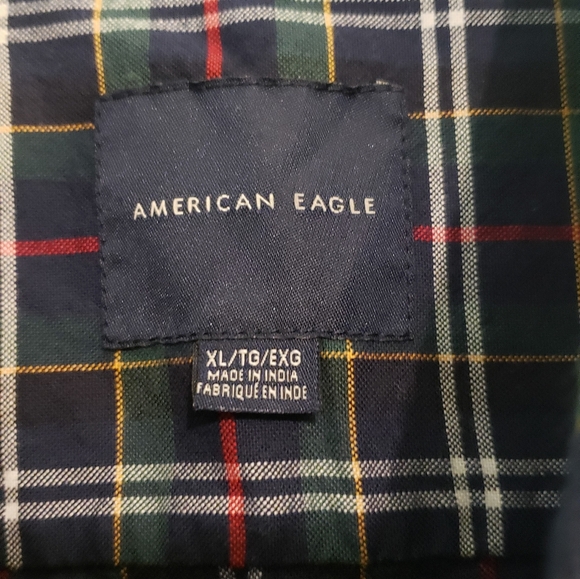 AMERICAN EAGLE
XL/TG/EXG
MADE IN INDIA
FABRIQUÉ EN INDE